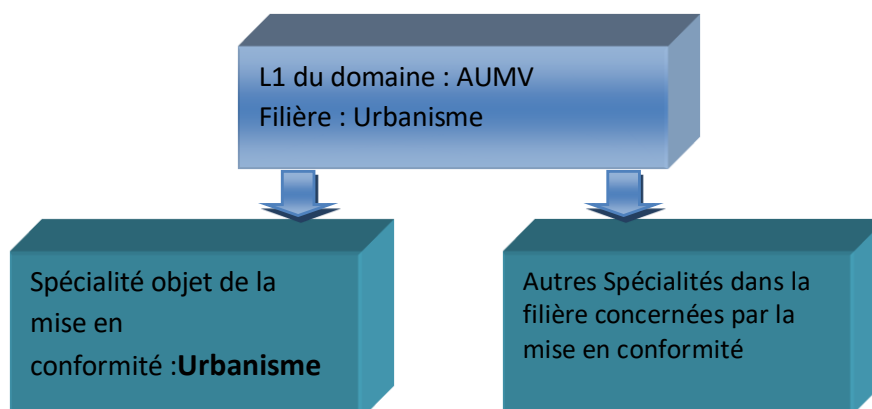 L1 du domaine : AUMV
Filière : Urbanisme
Spécialité objet de la
mise en
conformité :Urbanisme
Autres Spécialités dans la
filière concernées par la
mise en conformité